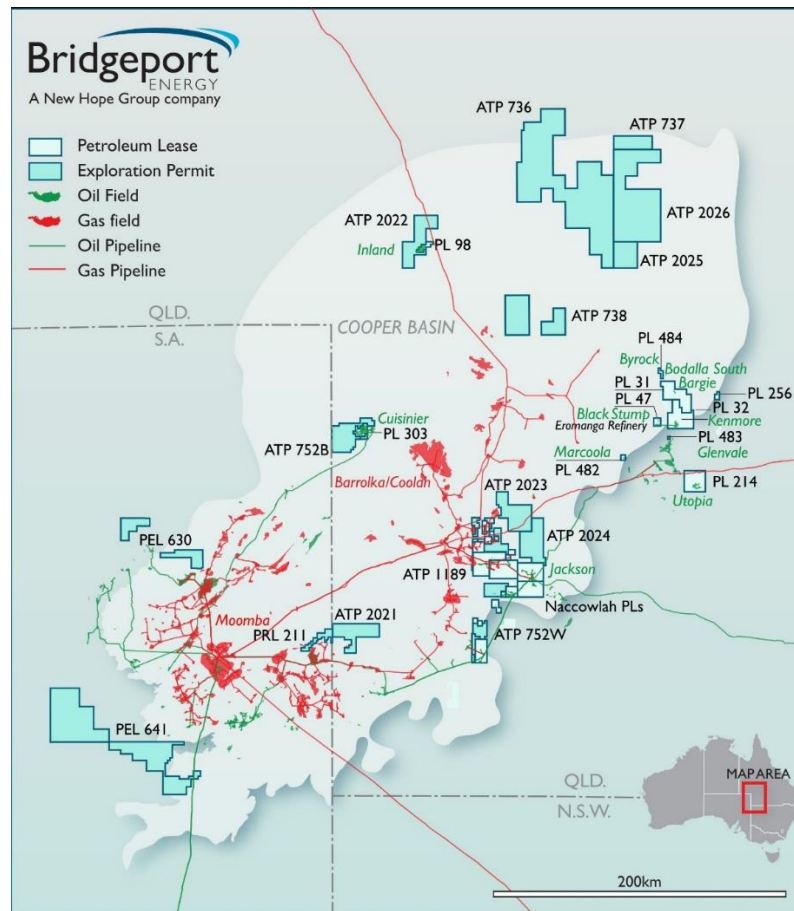 Bridgeport
ENERGY
A New Hope Group company
Petroleum Lease
Exploration Permit
Oil Field
Gas field
Oil Pipeline
Gas Pipeline
ATP 736
ATP 737
ATP 2022
Inland
PL 98
ATP 2026
ATP 2025
QLD.
S.A.
COOPER BASIN
ATP 738
PL 484
Byrock
Bodalla South
PL 31
Bargie
PL 256
PL 47
PL 32
Black Stump
Kenmore
Eromanga Refinery
PL 483
Glenvale
Cuisinier
PL 303
ATP 752B
Marcoola
PL 482
Barrolka/Coolah
ATP 2023
PL 214
Utopia
PEL 630
ATP 2024
ATP 1189
Jackson
Naccowlah PLs
Moomba
ATP 2021
PRL 211
ATP 752W
PEL 641
MAP AREA
QLD.
N.S.W.
200km